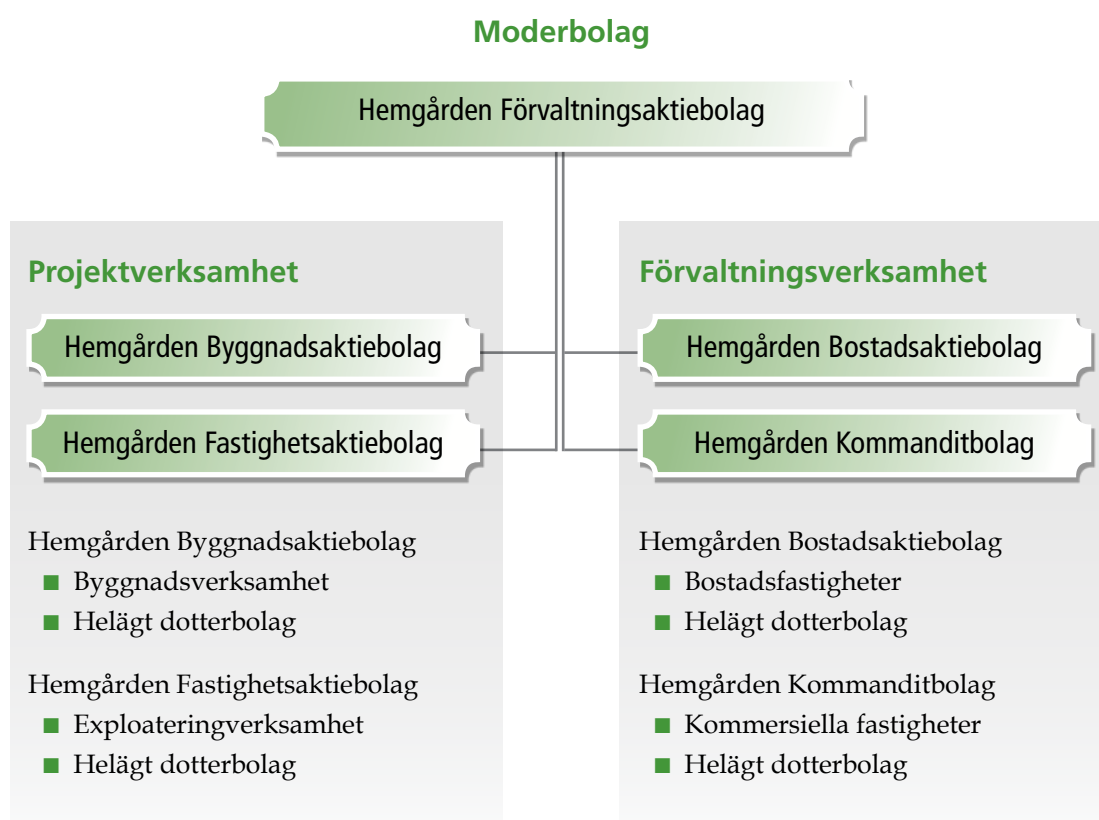 Moderbolag
Hemgården Förvaltningsaktiebolag
Projektverksamhet
Hemgården Byggnadsaktiebolag
Hemgården Fastighetsaktiebolag
Hemgården Byggnadsaktiebolag
■ Byggnadsverksamhet
■ Helägt dotterbolag
Hemgården Fastighetsaktiebolag
■ Exploateringverksamhet
■ Helägt dotterbolag
Förvaltningsverksamhet
Hemgården Bostadsaktiebolag
Hemgården Kommanditbolag
Hemgården Bostadsaktiebolag
■ Bostadsfastigheter
■ Helägt dotterbolag
Hemgården Kommanditbolag
■ Kommersiella fastigheter
■ Helägt dotterbolag